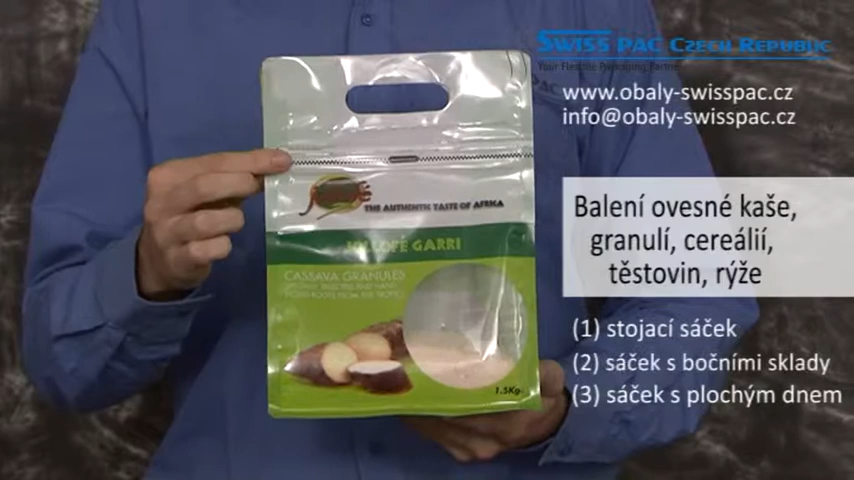 SWISS PAC CZECH REPUBLIC
Your Flexible Packaging Partner
www.obaly-swisspac.cz
info@obaly-swisspac.cz
THE AUTHENTIC TASTE OF AFRICA
GARRI
CASSAVA GRANULES
1.5Kg
Balení ovesné kaše,
granulí, cereálií,
těstovin, rýže
(1) stojací sáček
(2) sáček s bočními sklady
(3) sáček s plochým dnem